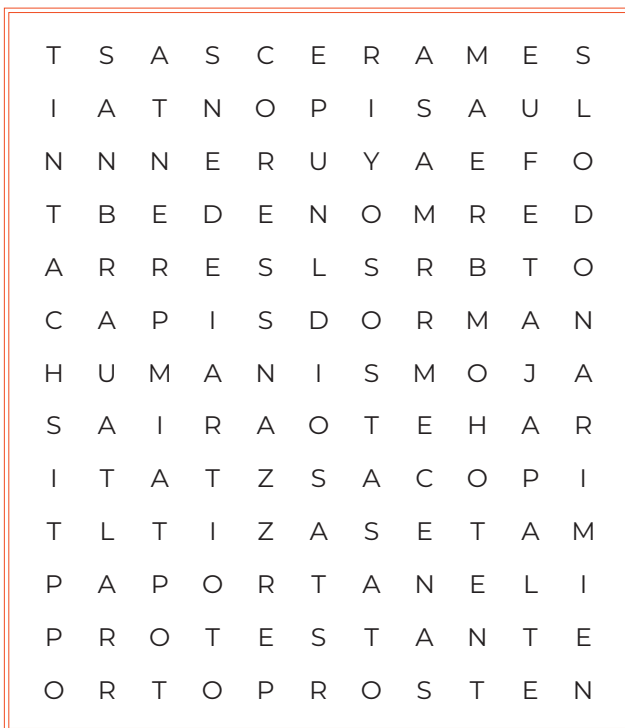 T S A S C E R A M E S
I A T N O P I S A U L
N N N E R U Y A E F O
T B E D E N O M R E D
A R R E S L S R B T O
C A P I S D O R M A N
H U M A N I S M O J A
S A I R A O T E H A R
I T A T Z S A C O P I
T L T I Z A S E T A M
P A P O R T A N E L I
P R O T E S T A N T E
O R T O P R O S T E N